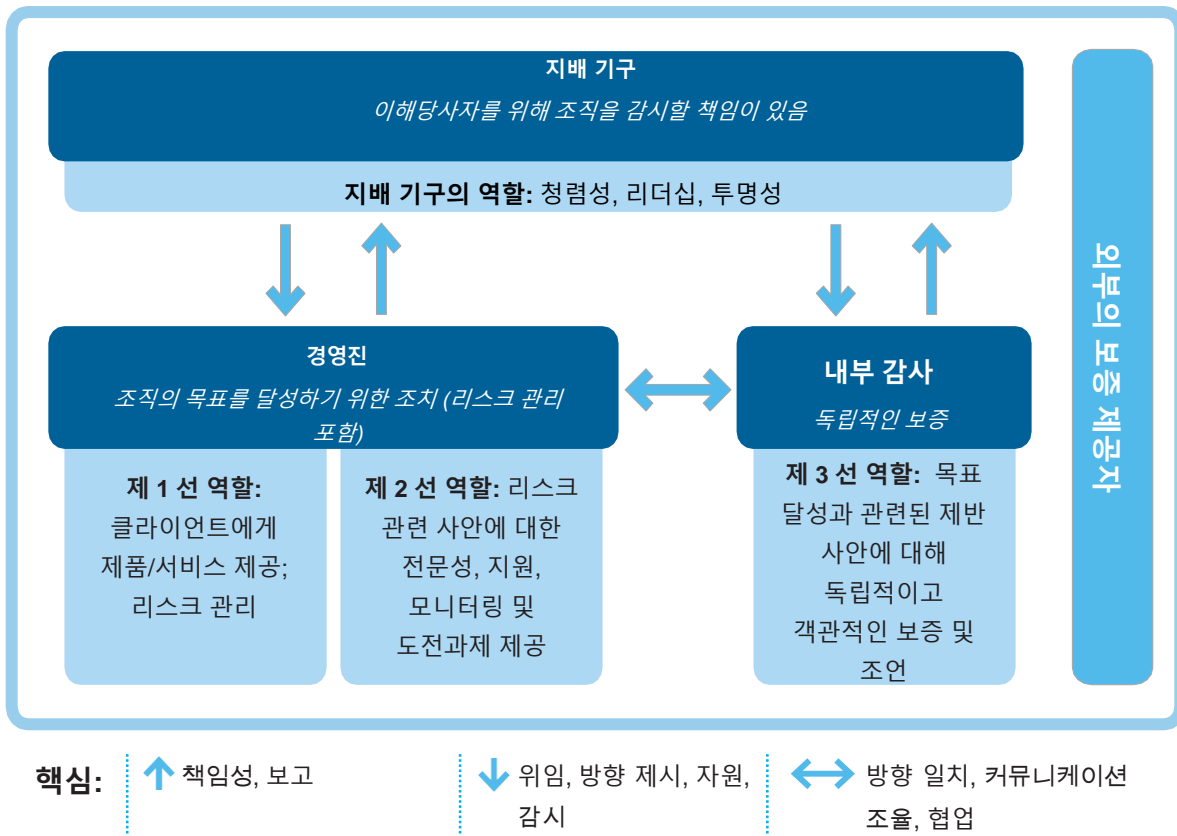 지배 기구
이해당사자를 위해 조직을 감시할 책임이 있음
지배 기구의 역할: 청렴성, 리더십, 투명성
경영진
조직의 목표를 달성하기 위한 조치 (리스크 관리
포함)
제 1 선 역할:
클라이언트에게
제품/서비스 제공;
리스크 관리
제 2 선 역할: 리스크
관련 사안에 대한
전문성, 지원,
모니터링 및
도전과제 제공
내부 감사
독립적인 보증
제 3 선 역할: 목표
달성과 관련된 제반
사안에 대해
독립적이고
객관적인 보증 및
조언
외부의 보증 제공자
핵심:
책임성, 보고
위임, 방향 제시, 자원,
감시
방향 일치, 커뮤니케이션
조율, 협업